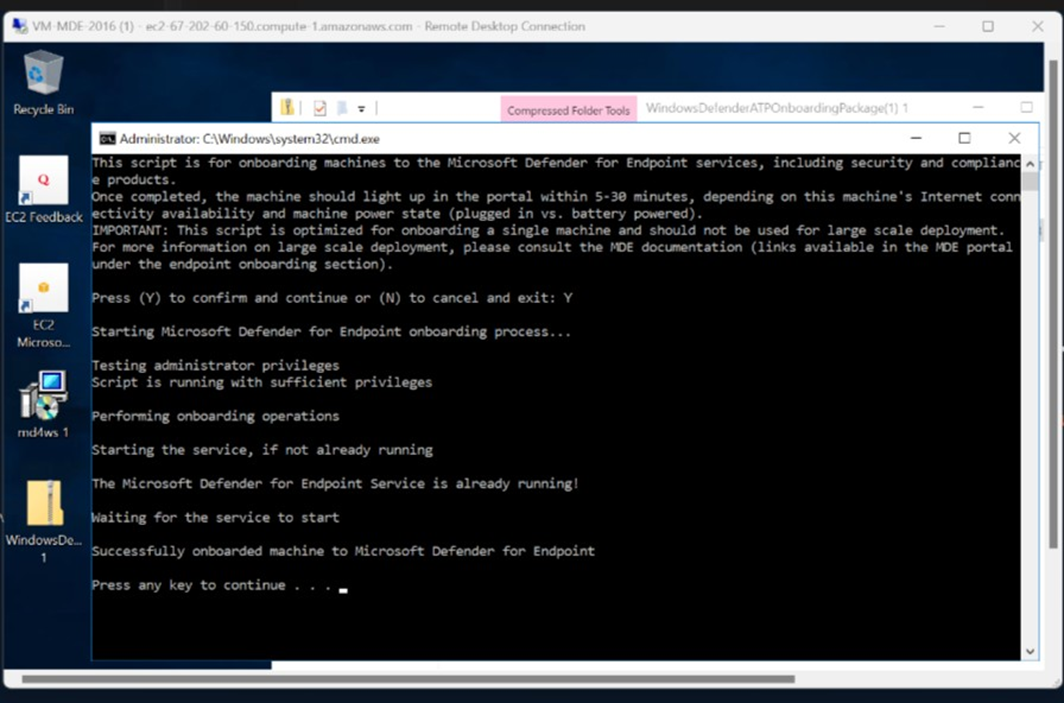 VM-MDE-2016 (1) - ec2-67-202-60-150.compute-1.amazonaws.com - Remote Desktop Connection
Recycle Bin
Compressed Folder Tools
WindowsDefenderATPOnboardingPackage(1) 1
Administrator: C:\Windows\system32\cmd.exe
This script is for onboarding machines to the Microsoft Defender for Endpoint services, including security and complianc
e products.
Once completed, the machine should light up in the portal within 5-30 minutes, depending on this machine's Internet conn
ectivity availability and machine power state (plugged in vs. battery powered).
IMPORTANT: This script is optimized for onboarding a single machine and should not be used for large scale deployment.
For more information on large scale deployment, please consult the MDE documentation (links available in the MDE portal
under the endpoint onboarding section).
Press (Y) to confirm and continue or (N) to cancel and exit: Y
Starting Microsoft Defender for Endpoint onboarding process...
Testing administrator privileges
Script is running with sufficient privileges
Performing onboarding operations
Starting the service, if not already running
The Microsoft Defender for Endpoint Service is already running!
Waiting for the service to start
Successfully onboarded machine to Microsoft Defender for Endpoint
Press any key to continue . . .
Q
EC2 Feedback
EC2
Microso...
md4ws 1
WindowsDe...
1